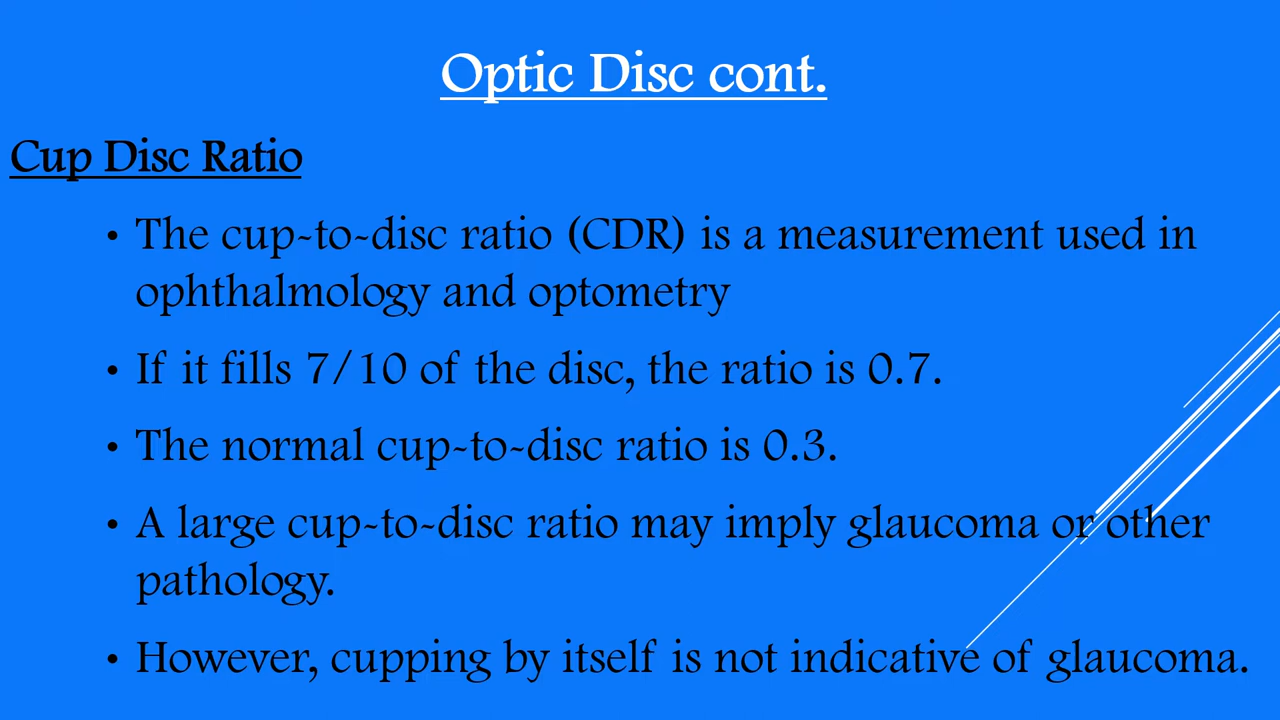 Optic Disc cont.
Cup Disc Ratio
• The cup-to-disc ratio (CDR) is a measurement used in
ophthalmology and optometry
• If it fills 7/10 of the disc, the ratio is 0.7.
• The normal cup-to-disc ratio is 0.3.
• A large cup-to-disc ratio may imply glaucoma or other
pathology.
• However, cupping by itself is not indicative of glaucoma.